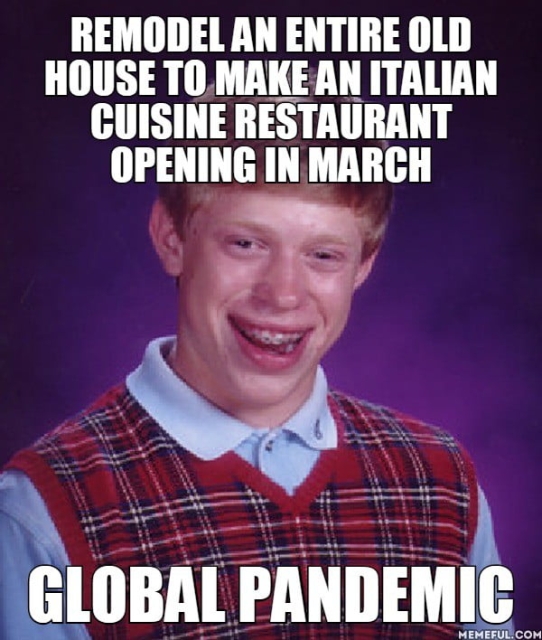 REMODEL AN ENTIRE OLD
HOUSE TO MAKE AN ITALIAN
CUISINE RESTAURANT
OPENING IN MARCH
GLOBAL PANDEMIC
MEMEFUL.COM